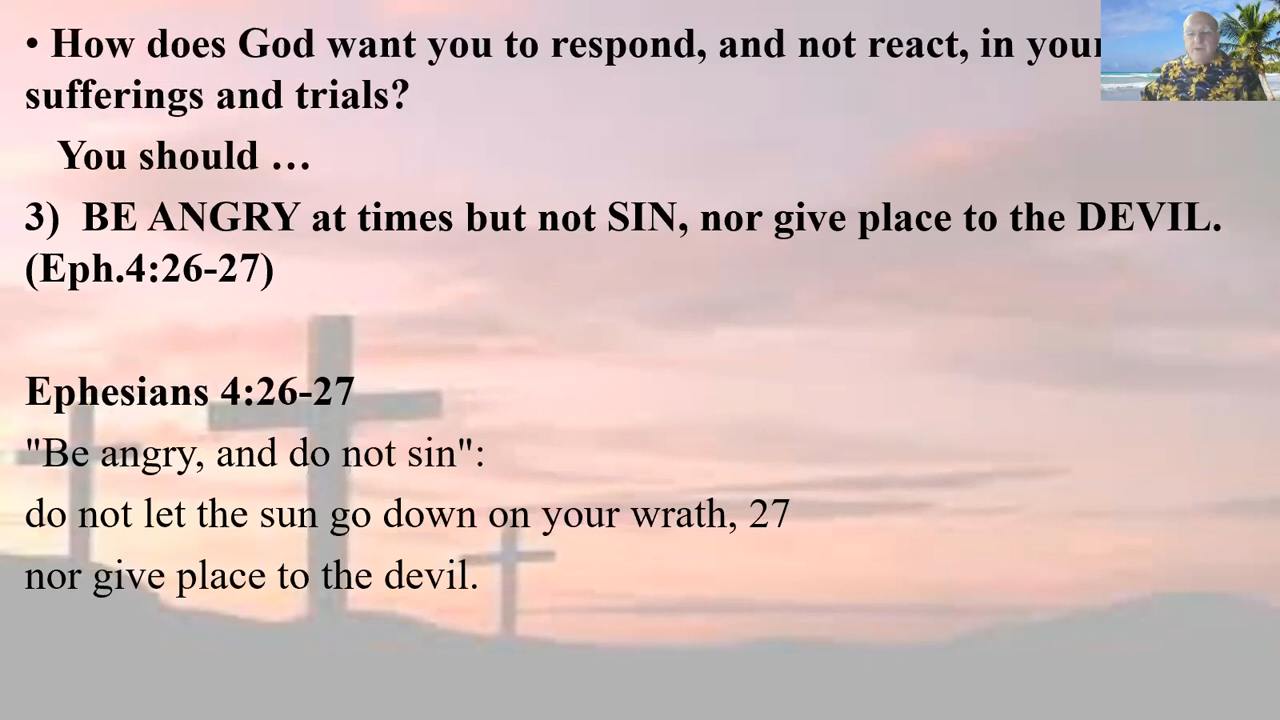 • How does God want you to respond, and not react, in your
sufferings and trials?
You should …
3) BE ANGRY at times but not SIN, nor give place to the DEVIL.
(Eph.4:26-27)
Ephesians 4:26-27
"Be angry, and do not sin":
do not let the sun go down on your wrath, 27
nor give place to the devil.